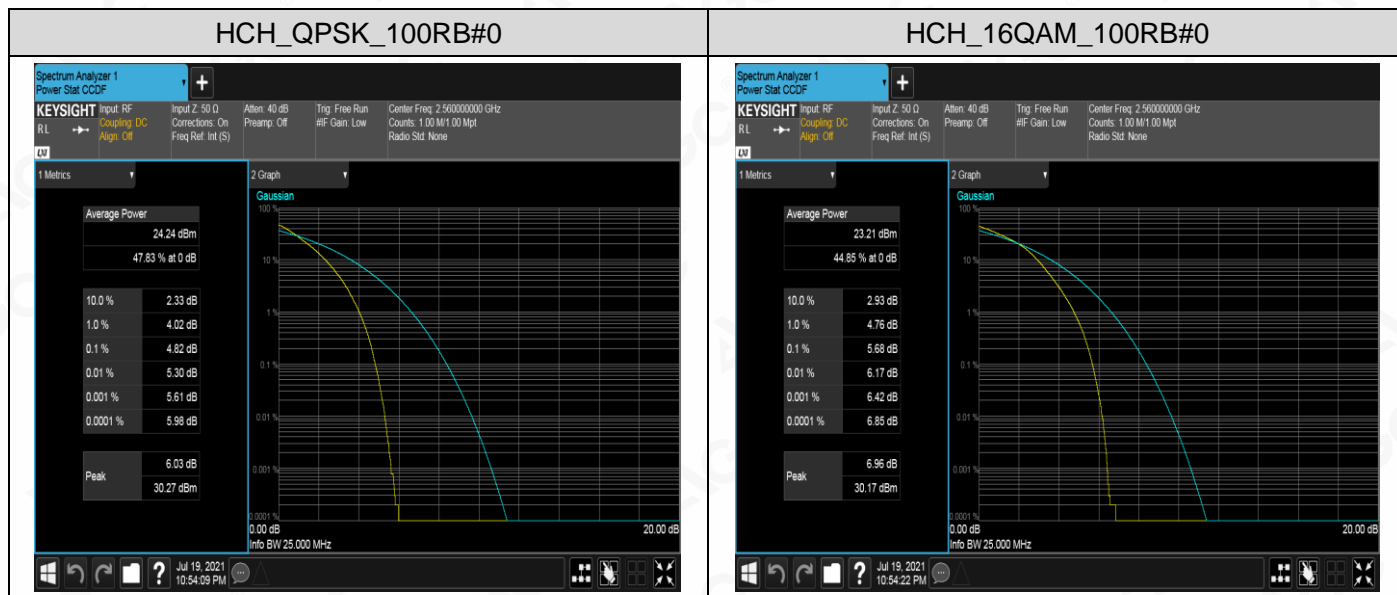 HCH_QPSK_100RB#0
Spectrum Analyzer 1
Power Stat CCDF
+
KEYSIGHT
RL
LXI
Input: RF
Coupling: DC
Align: Off
Input Z: 50 Ω
Corrections: On
Freq Ref: Int (S)
Atten: 40 dB
Preamp: Off
Trig: Free Run
#IF Gain: Low
Center Freq: 2.560000000 GHz
Counts: 1.00 M/1.00 Mpt
Radio Std: None
1 Metrics
Average Power
24.24 dBm
47.83 % at 0 dB
10.0 % 2.33 dB
1.0 % 4.02 dB
0.1 % 4.82 dB
0.01 % 5.30 dB
0.001 % 5.61 dB
0.0001 % 5.98 dB
Peak
6.03 dB
30.27 dBm
2 Graph
Gaussian
100 %
10 %
1 %
0.1 %
0.01 %
0.001 %
0.0001 %
0.00 dB
20.00 dB
Info BW 25.000 MHz
?
Jul 19, 2021
10:54:09 PM
HCH_16QAM_100RB#0
Spectrum Analyzer 1
Power Stat CCDF
+
KEYSIGHT
RL
LXI
Input: RF
Coupling: DC
Align: Off
Input Z: 50 Ω
Corrections: On
Freq Ref: Int (S)
Atten: 40 dB
Preamp: Off
Trig: Free Run
#IF Gain: Low
Center Freq: 2.560000000 GHz
Counts: 1.00 M/1.00 Mpt
Radio Std: None
1 Metrics
Average Power
23.21 dBm
44.85 % at 0 dB
10.0 % 2.93 dB
1.0 % 4.76 dB
0.1 % 5.68 dB
0.01 % 6.17 dB
0.001 % 6.42 dB
0.0001 % 6.85 dB
Peak
6.96 dB
30.17 dBm
2 Graph
Gaussian
100 %
10 %
1 %
0.1 %
0.01 %
0.001 %
0.0001 %
0.00 dB
20.00 dB
Info BW 25.000 MHz
?
Jul 19, 2021
10:54:22 PM